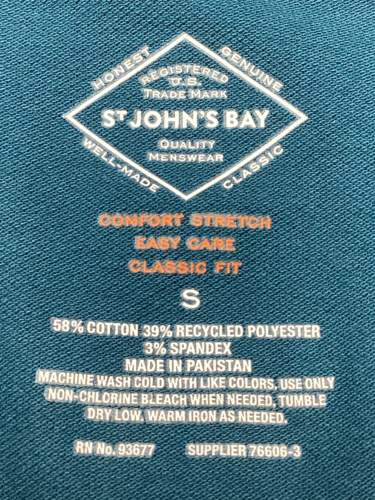 HONEST GENUINE
REGISTERED
U.S.
TRADE MARK
ST JOHN'S BAY
QUALITY
MENSWEAR
WELL-MADE CLASSIC
COMFORT STRETCH
EASY CARE
CLASSIC FIT
S
58% COTTON 39% RECYCLED POLYESTER
3% SPANDEX
MADE IN PAKISTAN
MACHINE WASH COLD WITH LIKE COLORS, USE ONLY
NON-CHLORINE BLEACH WHEN NEEDED, TUMBLE
DRY LOW, WARM IRON AS NEEDED.
RN No. 93677 SUPPLIER 76606-3